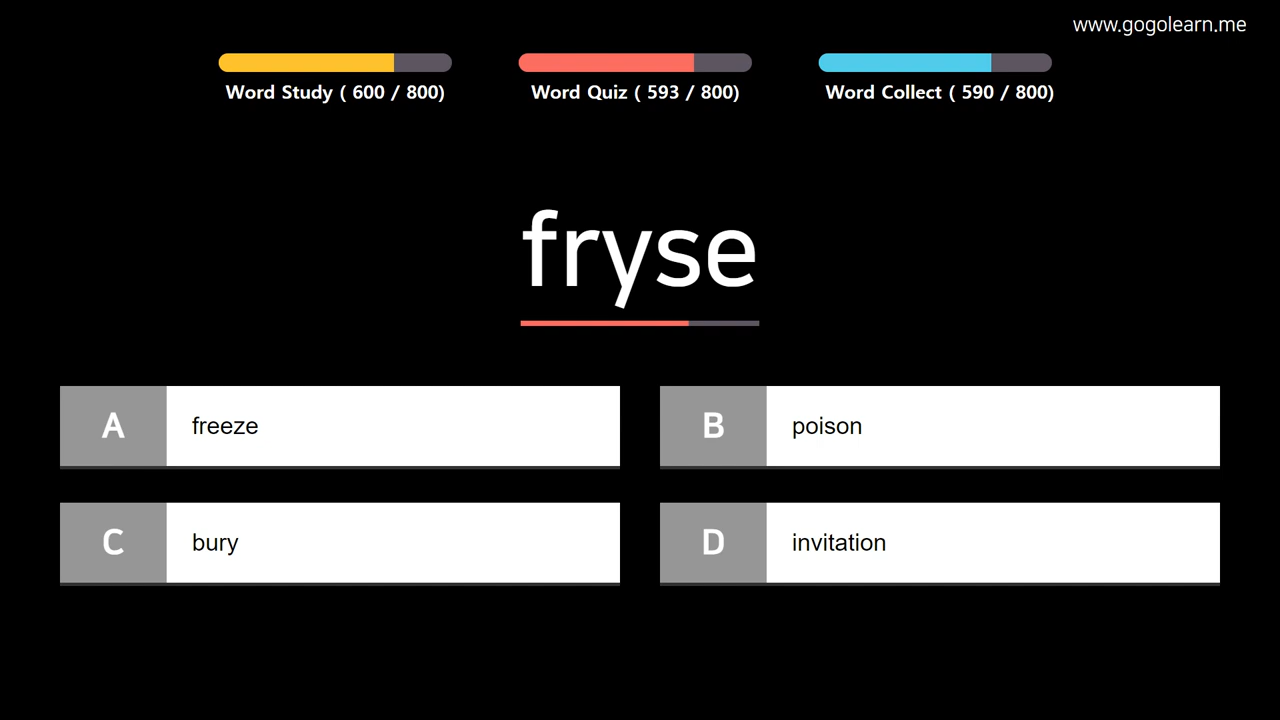 www.gogolearn.me
Word Study ( 600 / 800)
Word Quiz ( 593 / 800)
Word Collect ( 590 / 800)
fryse
A freeze
B poison
C bury
D invitation